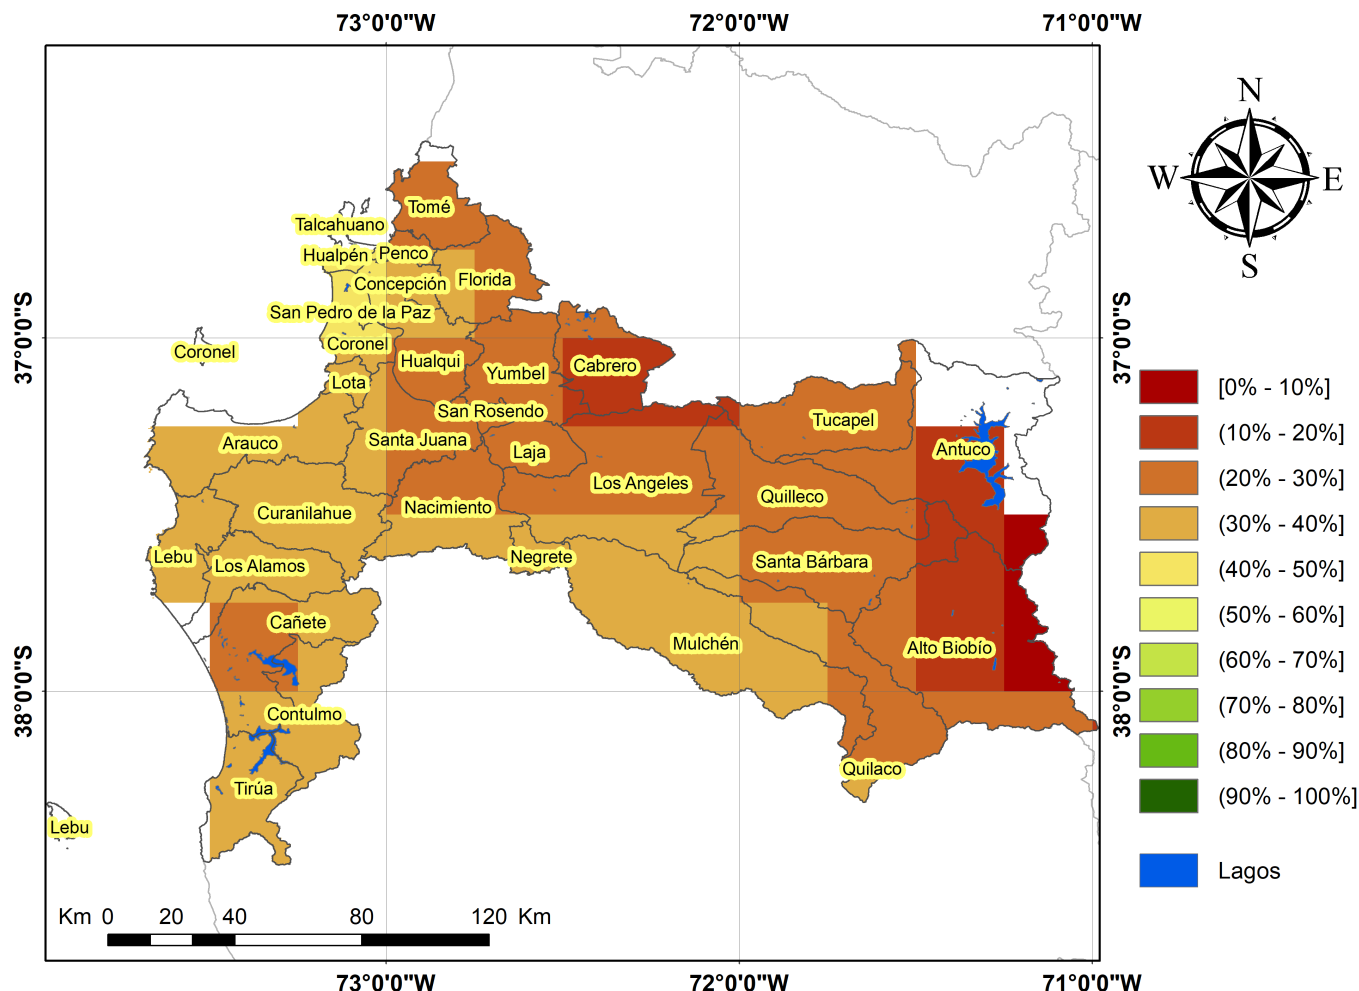 73°0'0"W
72°0'0"W
71°0'0"W
N
W
E
S
Tomé
Talcahuano
Hualpén
Penco
Concepción
Florida
San Pedro de la Paz
Coronel
Coronel
37°0'0"S
37°0'0"S
Hualqui
Cabrero
Lota
Yumbel
San Rosendo
Tucapel
Arauco
Santa Juana
Laja
Antuco
Los Angeles
Quilleco
Curanilahue
Nacimiento
Lebu
Los Alamos
Negrete
Santa Bárbara
Cañete
Mulchén
Alto Biobío
38°0'0"S
38°0'0"S
Contulmo
Quilaco
Tirúa
Lebu
[0% - 10%]
(10% - 20%]
(20% - 30%]
(30% - 40%]
(40% - 50%]
(50% - 60%]
(60% - 70%]
(70% - 80%]
(80% - 90%]
(90% - 100%]
Lagos
Km 0 20 40 80 120 Km
73°0'0"W
72°0'0"W
71°0'0"W